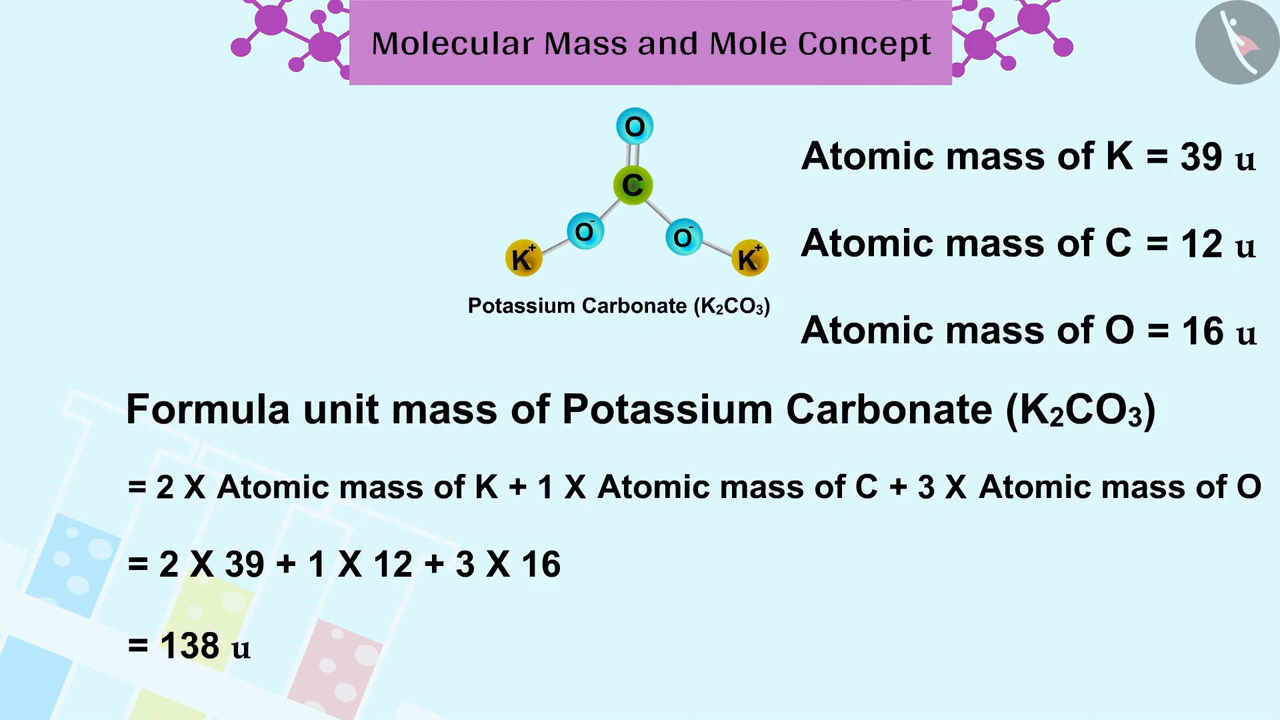 Molecular Mass and Mole Concept
O
C
O⁻ O⁻
K⁺ K⁺
Potassium Carbonate (K₂CO₃)
Atomic mass of K = 39 u
Atomic mass of C = 12 u
Atomic mass of O = 16 u
Formula unit mass of Potassium Carbonate (K₂CO₃)
= 2 X Atomic mass of K + 1 X Atomic mass of C + 3 X Atomic mass of O
= 2 X 39 + 1 X 12 + 3 X 16
= 138 u